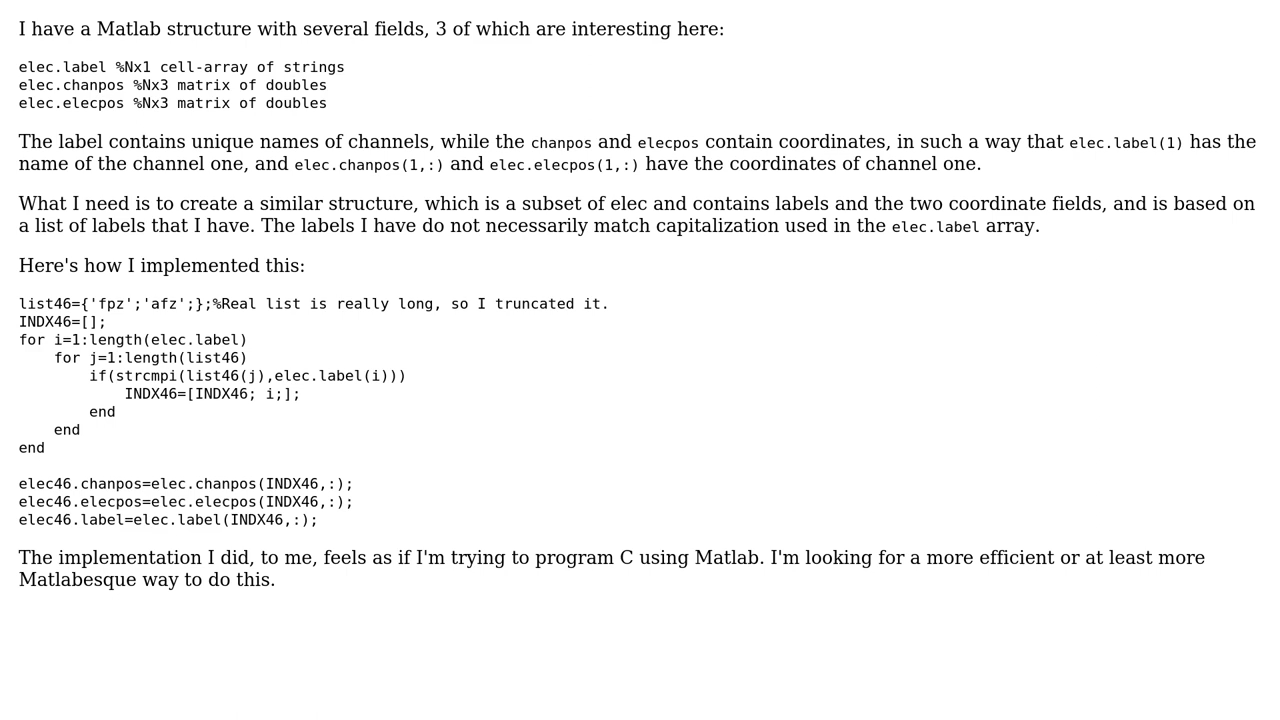 I have a Matlab structure with several fields, 3 of which are interesting here:
elec.label %Nx1 cell-array of strings
elec.chanpos %Nx3 matrix of doubles
elec.elecpos %Nx3 matrix of doubles
The label contains unique names of channels, while the chanpos and elecpos contain coordinates, in such a way that elec.label(1) has the
name of the channel one, and elec.chanpos(1,:) and elec.elecpos(1,:) have the coordinates of channel one.
What I need is to create a similar structure, which is a subset of elec and contains labels and the two coordinate fields, and is based on
a list of labels that I have. The labels I have do not necessarily match capitalization used in the elec.label array.
Here's how I implemented this:
list46={'fpz';'afz';};%Real list is really long, so I truncated it.
INDX46=[];
for i=1:length(elec.label)
    for j=1:length(list46)
        if(strcmpi(list46(j),elec.label(i)))
            INDX46=[INDX46; i;];
        end
    end
end
elec46.chanpos=elec.chanpos(INDX46,:);
elec46.elecpos=elec.elecpos(INDX46,:);
elec46.label=elec.label(INDX46,:);
The implementation I did, to me, feels as if I'm trying to program C using Matlab. I'm looking for a more efficient or at least more
Matlabesque way to do this.